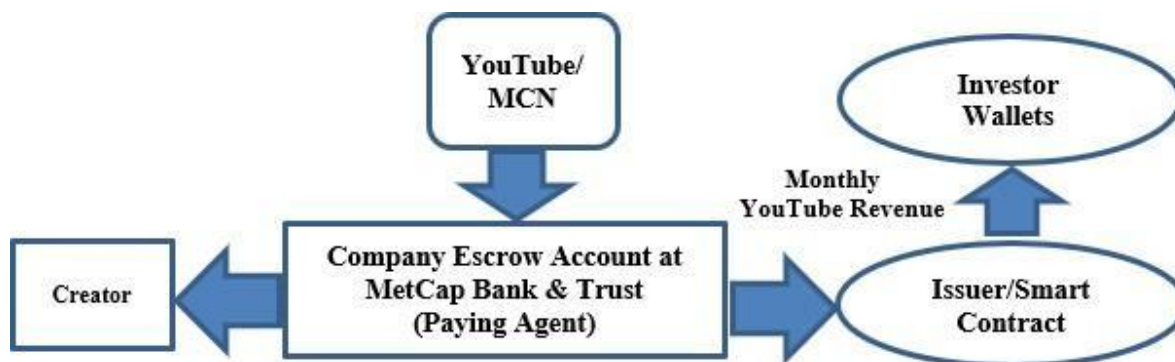 YouTube/
MCN
Investor
Wallets
Monthly
YouTube Revenue
Creator
Company Escrow Account at
MetCap Bank & Trust
(Paying Agent)
Issuer/Smart
Contract